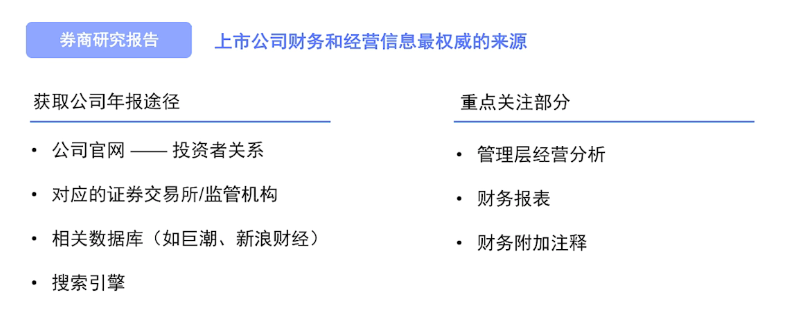 券商研究报告
上市公司财务和经营信息最权威的来源
获取公司年报途径
• 公司官网 —— 投资者关系
• 对应的证券交易所/监管机构
• 相关数据库（如巨潮、新浪财经）
• 搜索引擎
重点关注部分
• 管理层经营分析
• 财务报表
• 财务附加注释